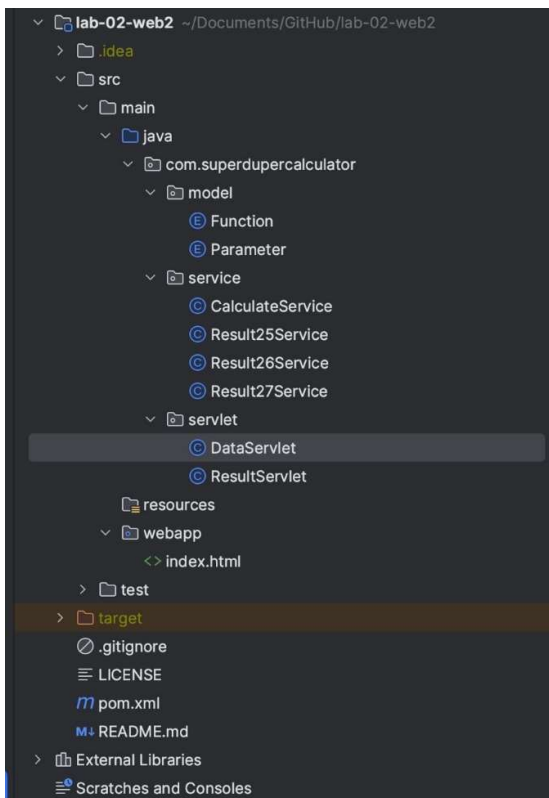 lab-02-web2 ~/Documents/GitHub/lab-02-web2
.idea
src
main
java
com.superdupercalculator
model
E Function
E Parameter
service
C CalculateService
C Result25Service
C Result26Service
C Result27Service
servlet
C DataServlet
C ResultServlet
resources
webapp
<> index.html
test
target
.gitignore
LICENSE
m pom.xml
M↓ README.md
External Libraries
Scratches and Consoles